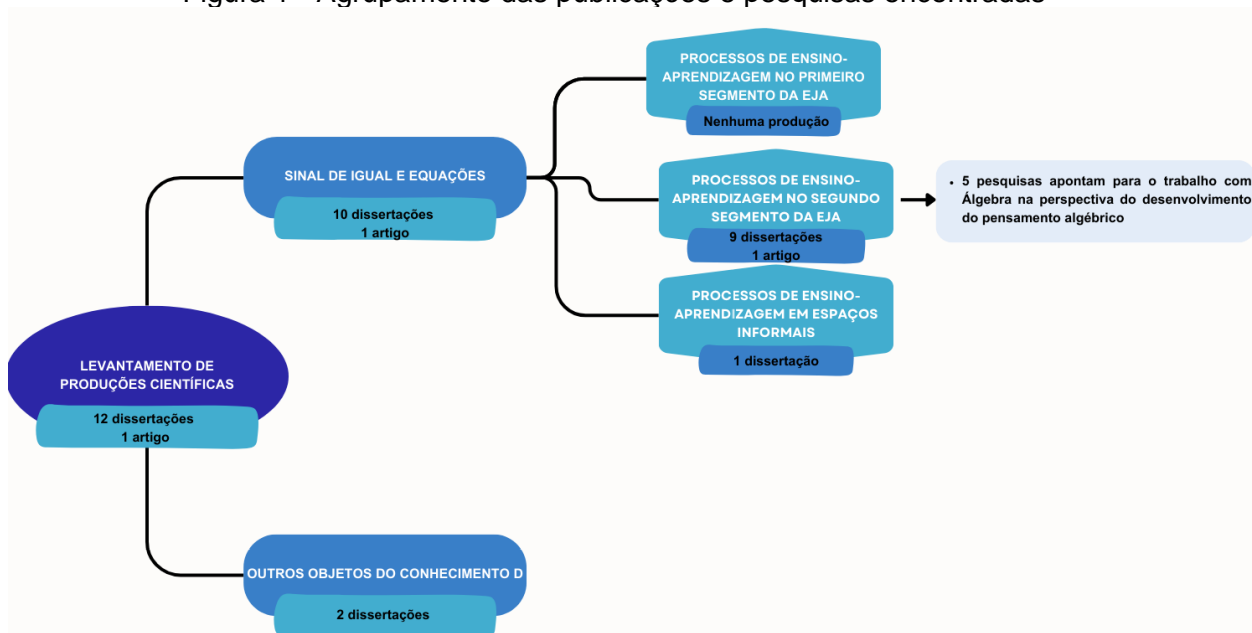 Figura 1 - Agrupamento das publicações e pesquisas encontradas
PROCESSOS DE ENSINO-
APRENDIZAGEM NO PRIMEIRO
SEGMENTO DA EJA
Nenhuma produção
SINAL DE IGUAL E EQUAÇÕES
10 dissertações
1 artigo
PROCESSOS DE ENSINO-
APRENDIZAGEM NO SEGUNDO
SEGMENTO DA EJA
9 dissertações
1 artigo
• 5 pesquisas apontam para o trabalho com
Álgebra na perspectiva do desenvolvimento
do pensamento algébrico
PROCESSOS DE ENSINO-
APRENDIZAGEM EM ESPAÇOS
INFORMAIS
1 dissertação
LEVANTAMENTO DE
PRODUÇÕES CIENTÍFICAS
12 dissertações
1 artigo
OUTROS OBJETOS DO CONHECIMENTO D
2 dissertações